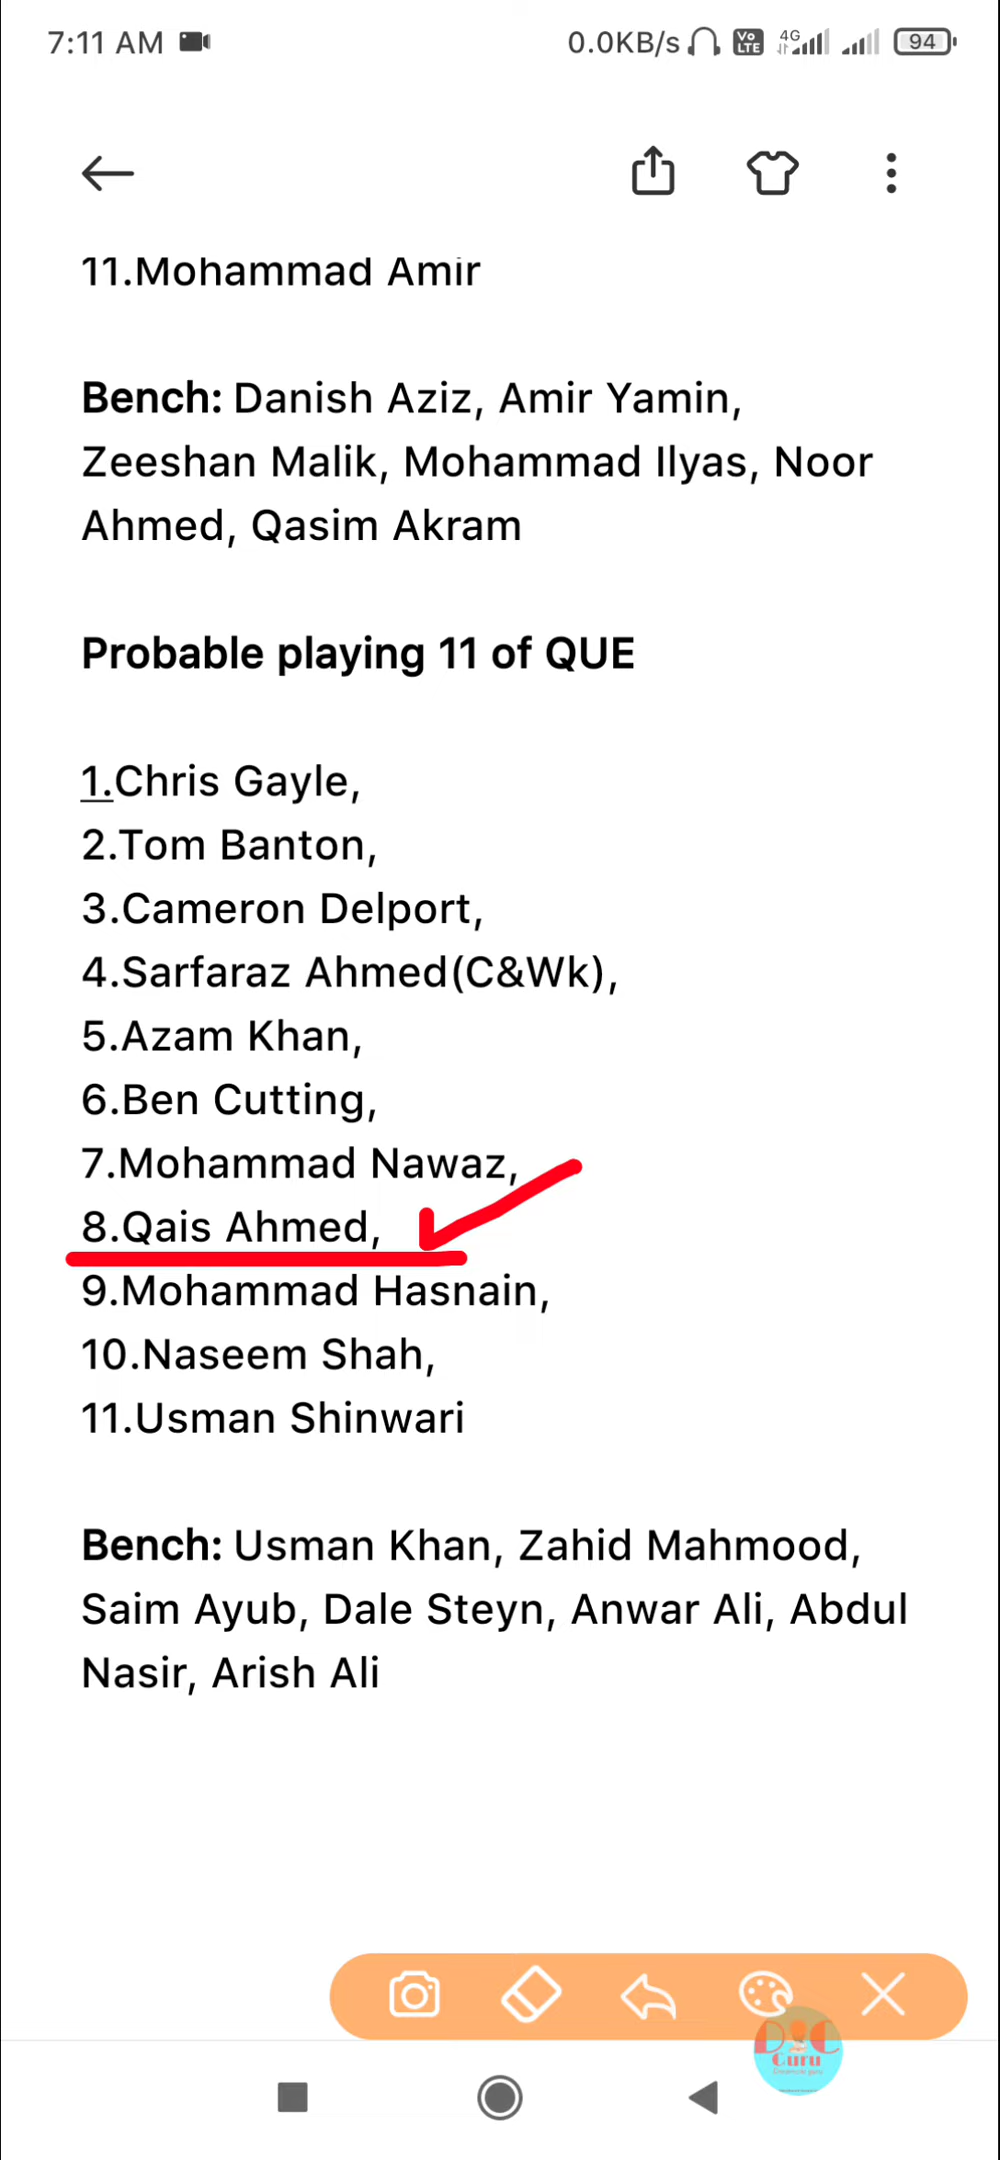 7:11 AM 0.0KB/s Vo LTE 4G 94
11.Mohammad Amir
Bench: Danish Aziz, Amir Yamin,
Zeeshan Malik, Mohammad Ilyas, Noor
Ahmed, Qasim Akram
Probable playing 11 of QUE
1.Chris Gayle,
2.Tom Banton,
3.Cameron Delport,
4.Sarfaraz Ahmed(C&Wk),
5.Azam Khan,
6.Ben Cutting,
7.Mohammad Nawaz,
8.Qais Ahmed,
9.Mohammad Hasnain,
10.Naseem Shah,
11.Usman Shinwari
Bench: Usman Khan, Zahid Mahmood,
Saim Ayub, Dale Steyn, Anwar Ali, Abdul
Nasir, Arish Ali
D C
Guru